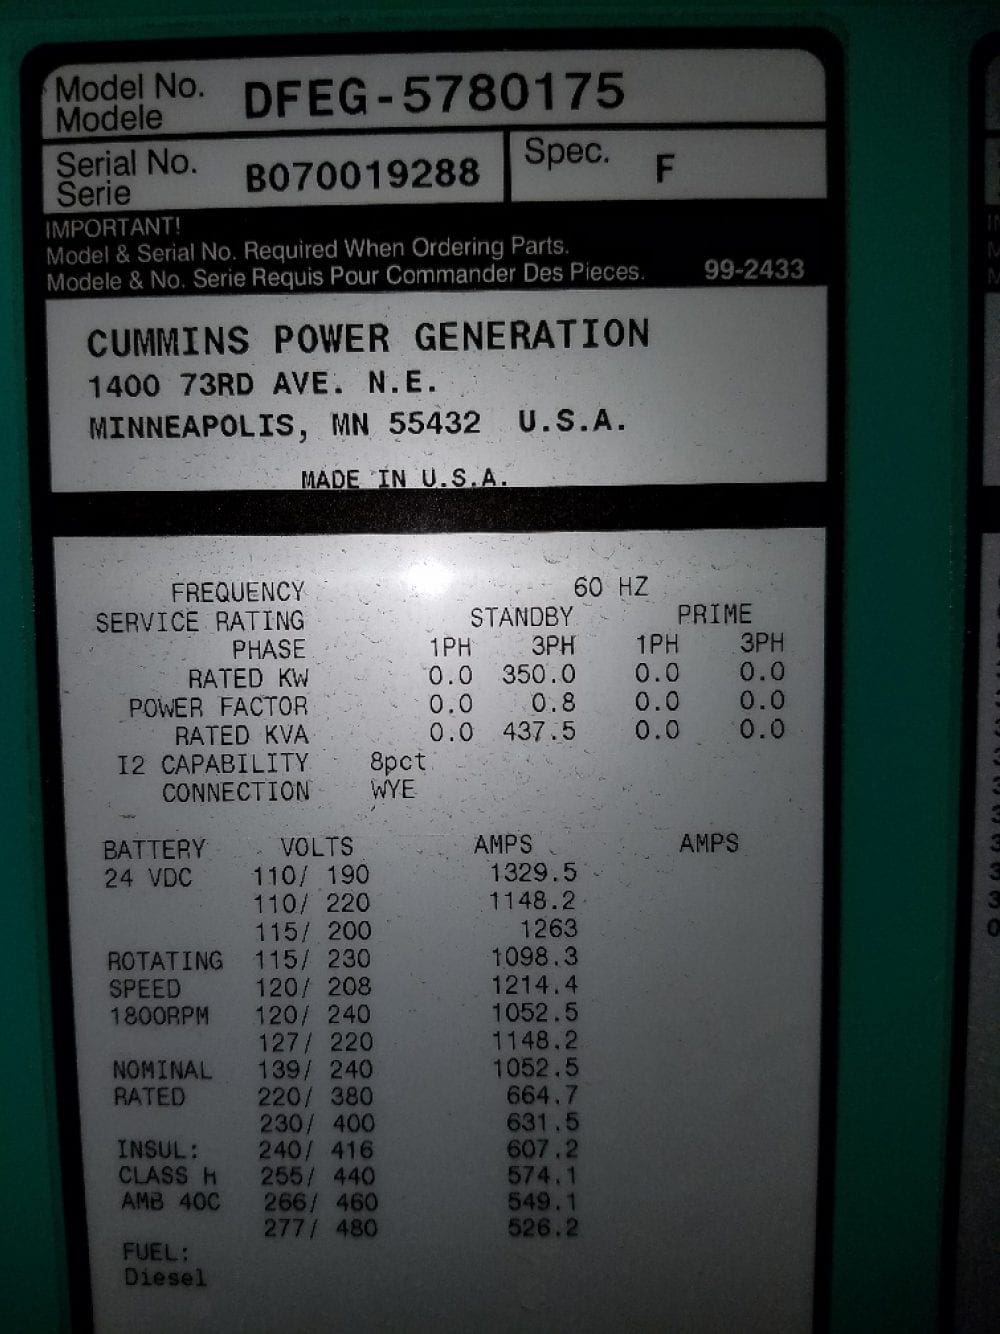 Model No. DFEG-5780175
Modele
Serial No. B070019288 Spec. F
Serie
IMPORTANT!
Model & Serial No. Required When Ordering Parts.
Modele & No. Serie Requis Pour Commander Des Pieces. 99-2433
CUMMINS POWER GENERATION
1400 73RD AVE. N.E.
MINNEAPOLIS, MN 55432 U.S.A.
MADE IN U.S.A.
FREQUENCY 60 HZ
SERVICE RATING STANDBY PRIME
PHASE 1PH 3PH 1PH 3PH
RATED KW 0.0 350.0 0.0 0.0
POWER FACTOR 0.0 0.8 0.0 0.0
RATED KVA 0.0 437.5 0.0 0.0
I2 CAPABILITY 8pct
CONNECTION WYE
BATTERY VOLTS AMPS AMPS
24 VDC 110/ 190 1329.5
110/ 220 1148.2
115/ 200 1263
ROTATING 115/ 230 1098.3
SPEED 120/ 208 1214.4
1800RPM 120/ 240 1052.5
127/ 220 1148.2
NOMINAL 139/ 240 1052.5
RATED 220/ 380 664.7
230/ 400 631.5
INSUL: 240/ 416 607.2
CLASS H 255/ 440 574.1
AMB 40C 266/ 460 549.1
277/ 480 526.2
FUEL:
Diesel